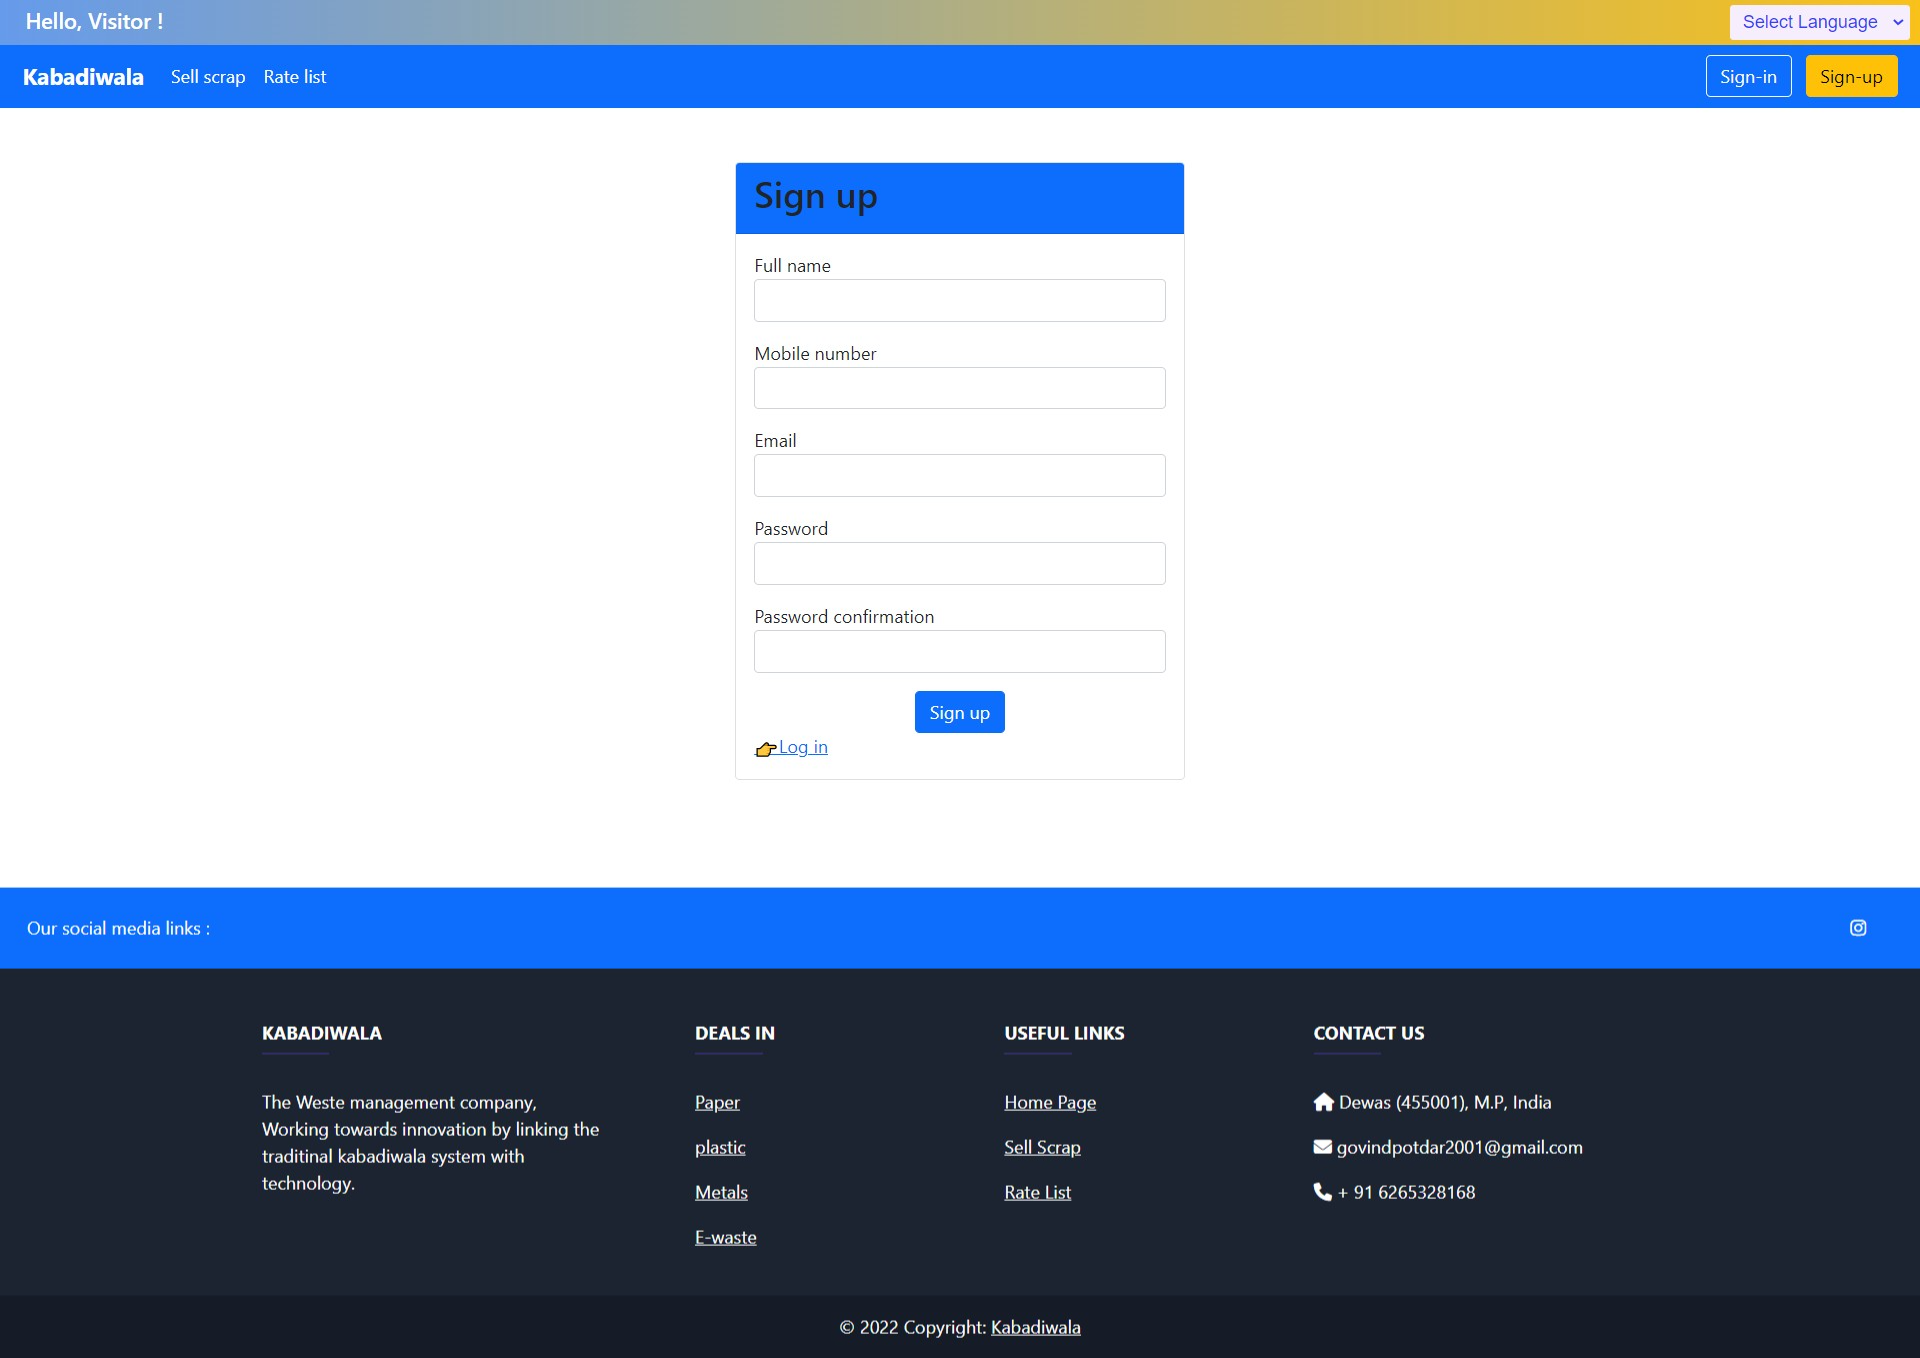 Hello, Visitor !
Select Language
Kabadiwala Sell scrap Rate list
Sign-in Sign-up
Sign up
Full name
Mobile number
Email
Password
Password confirmation
Sign up
👉Log in
Our social media links :
KABADIWALA
The Weste management company,
Working towards innovation by linking the
traditinal kabadiwala system with
technology.
DEALS IN
Paper
plastic
Metals
E-waste
USEFUL LINKS
Home Page
Sell Scrap
Rate List
CONTACT US
Dewas (455001), M.P, India
govindpotdar2001@gmail.com
+ 91 6265328168
© 2022 Copyright: Kabadiwala